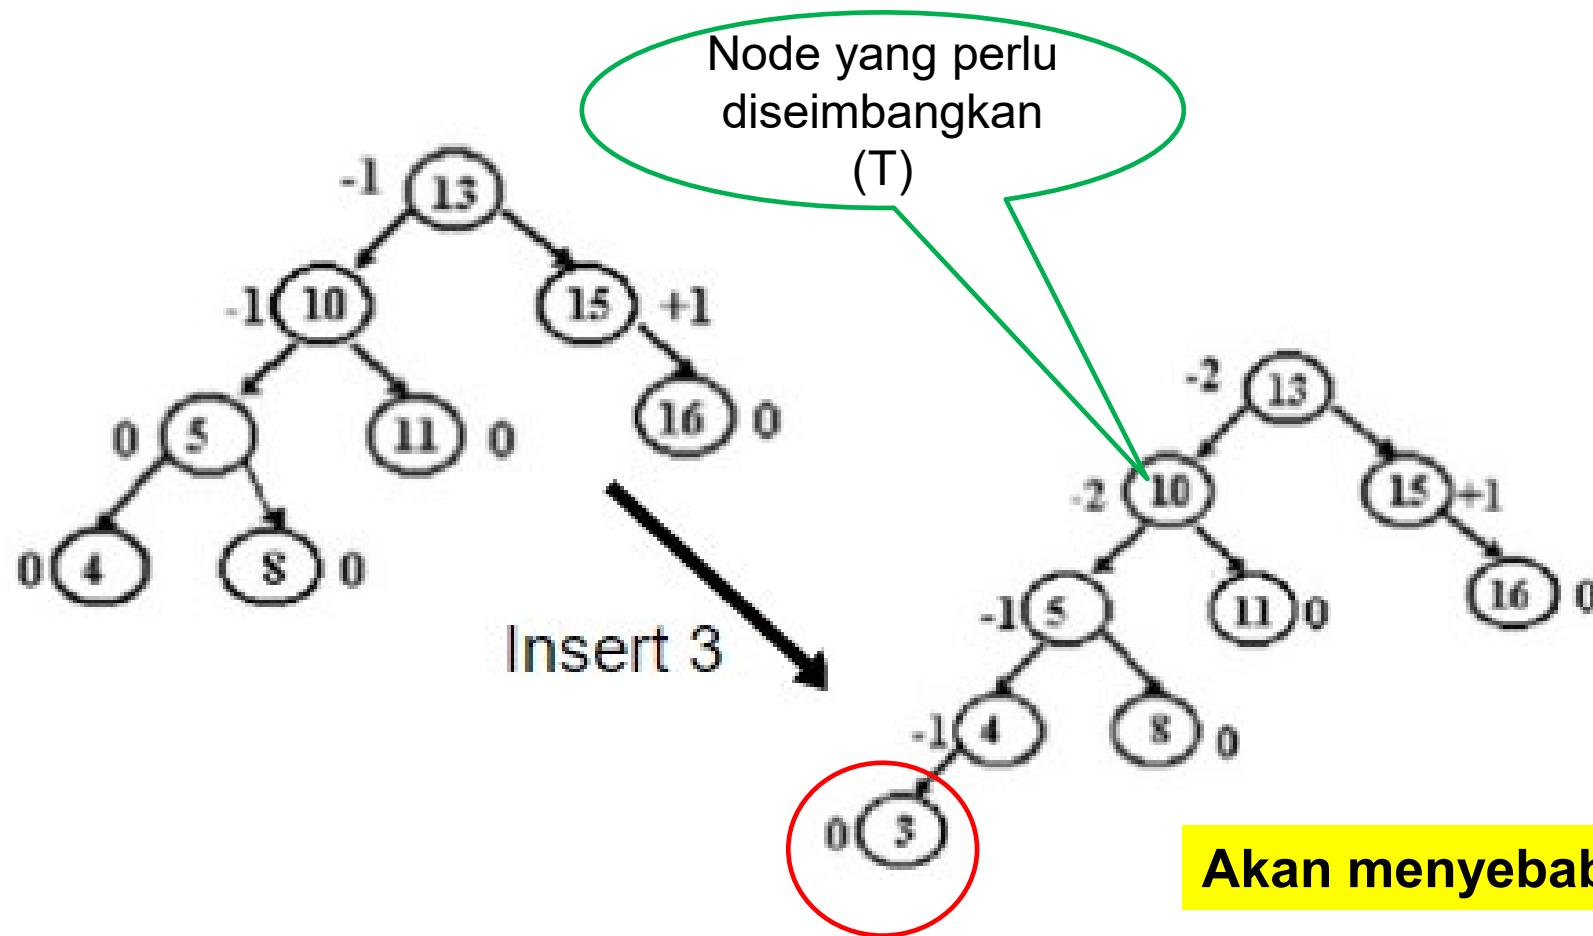 Node yang perlu
diseimbangkan
(T)
-1 13
-1 10 15 +1
0 5 11 0 16 0
0 4 8 0
Insert 3
-2 13
-2 10 15 +1
-1 5 11 0 16 0
-1 4 8 0
0 3
Akan menyebab